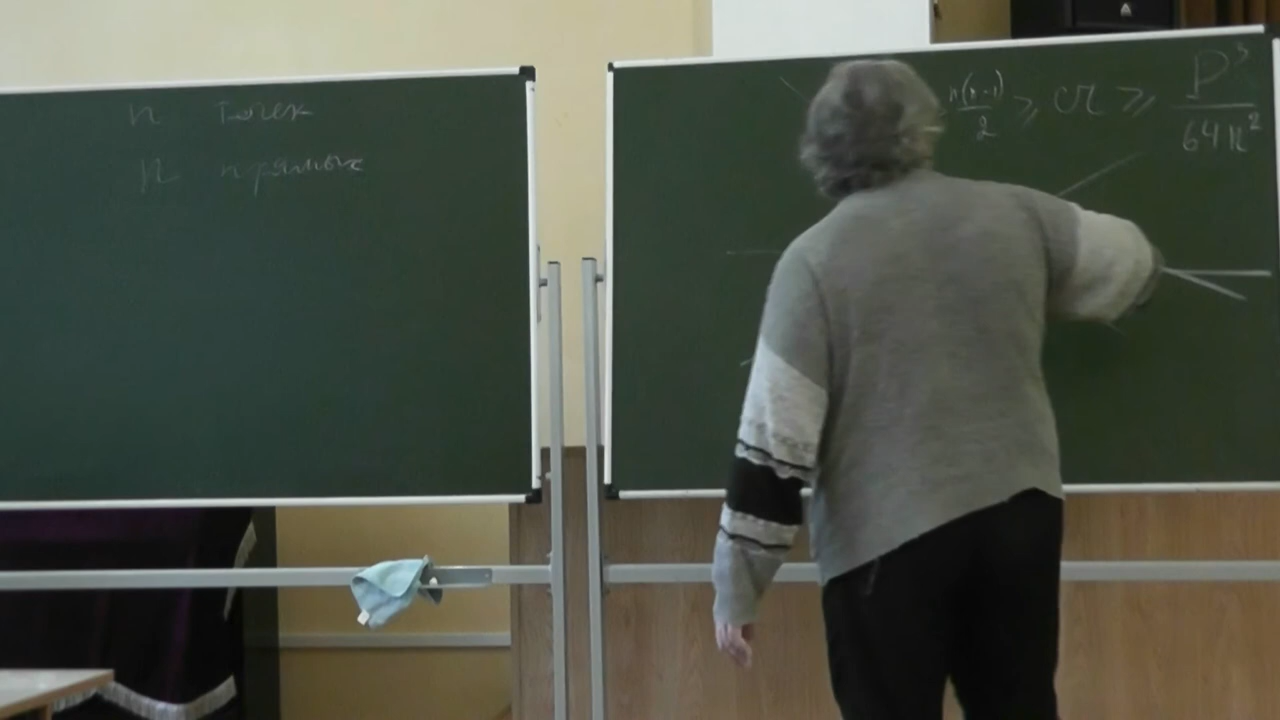 n точек
n прямых
n(n-1)/2 ⩾ cr ⩾ P³/64n²